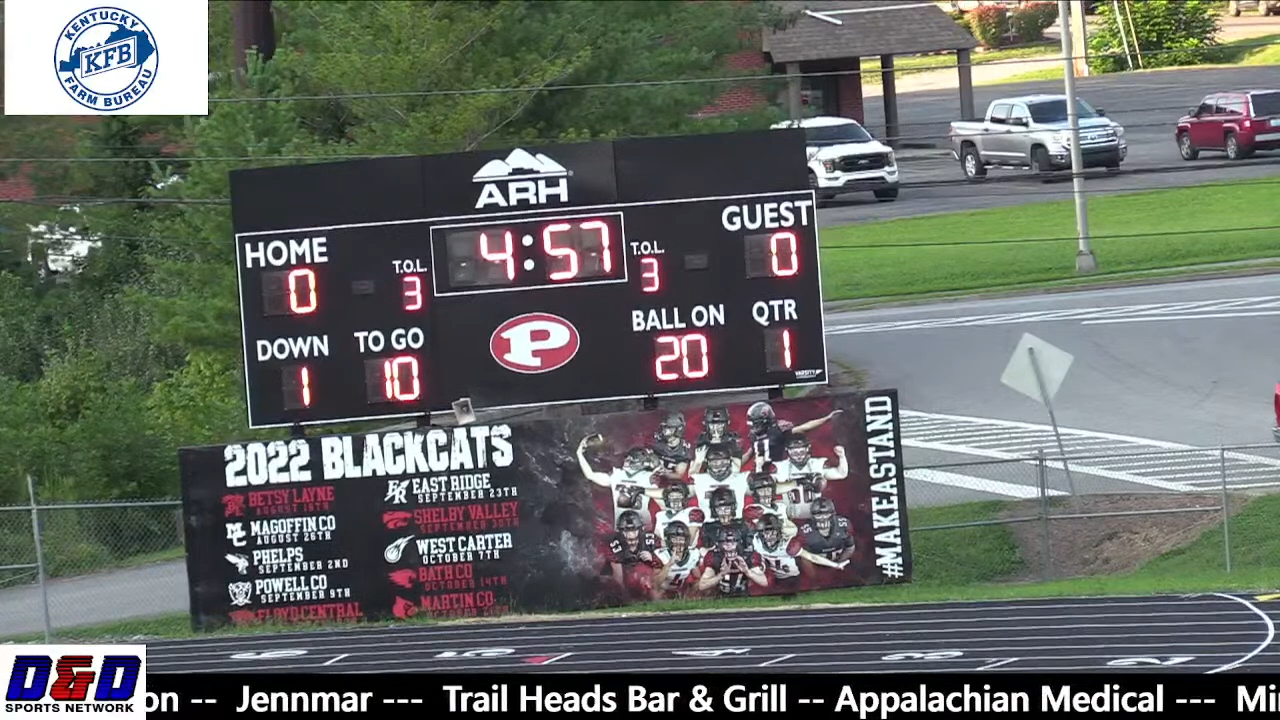 KENTUCKY
KFB
FARM BUREAU
ARH
HOME
0
T.O.L.
3
4:57
T.O.L.
3
GUEST
0
DOWN
1
TO GO
10
P
BALL ON
20
QTR
1
VARSITY
2022 BLACKCATS
BETSY LAYNE
AUGUST 19TH
MAGOFFIN CO
AUGUST 26TH
PHELPS
SEPTEMBER 2ND
POWELL CO
SEPTEMBER 9TH
FLOYD CENTRAL
EAST RIDGE
SEPTEMBER 23TH
SHELBY VALLEY
SEPTEMBER 30TH
WEST CARTER
OCTOBER 7TH
BATH CO
OCTOBER 14TH
MARTIN CO
#MAKEASTAND
D&D
SPORTS NETWORK
on -- Jennmar --- Trail Heads Bar & Grill -- Appalachian Medical --- Mi